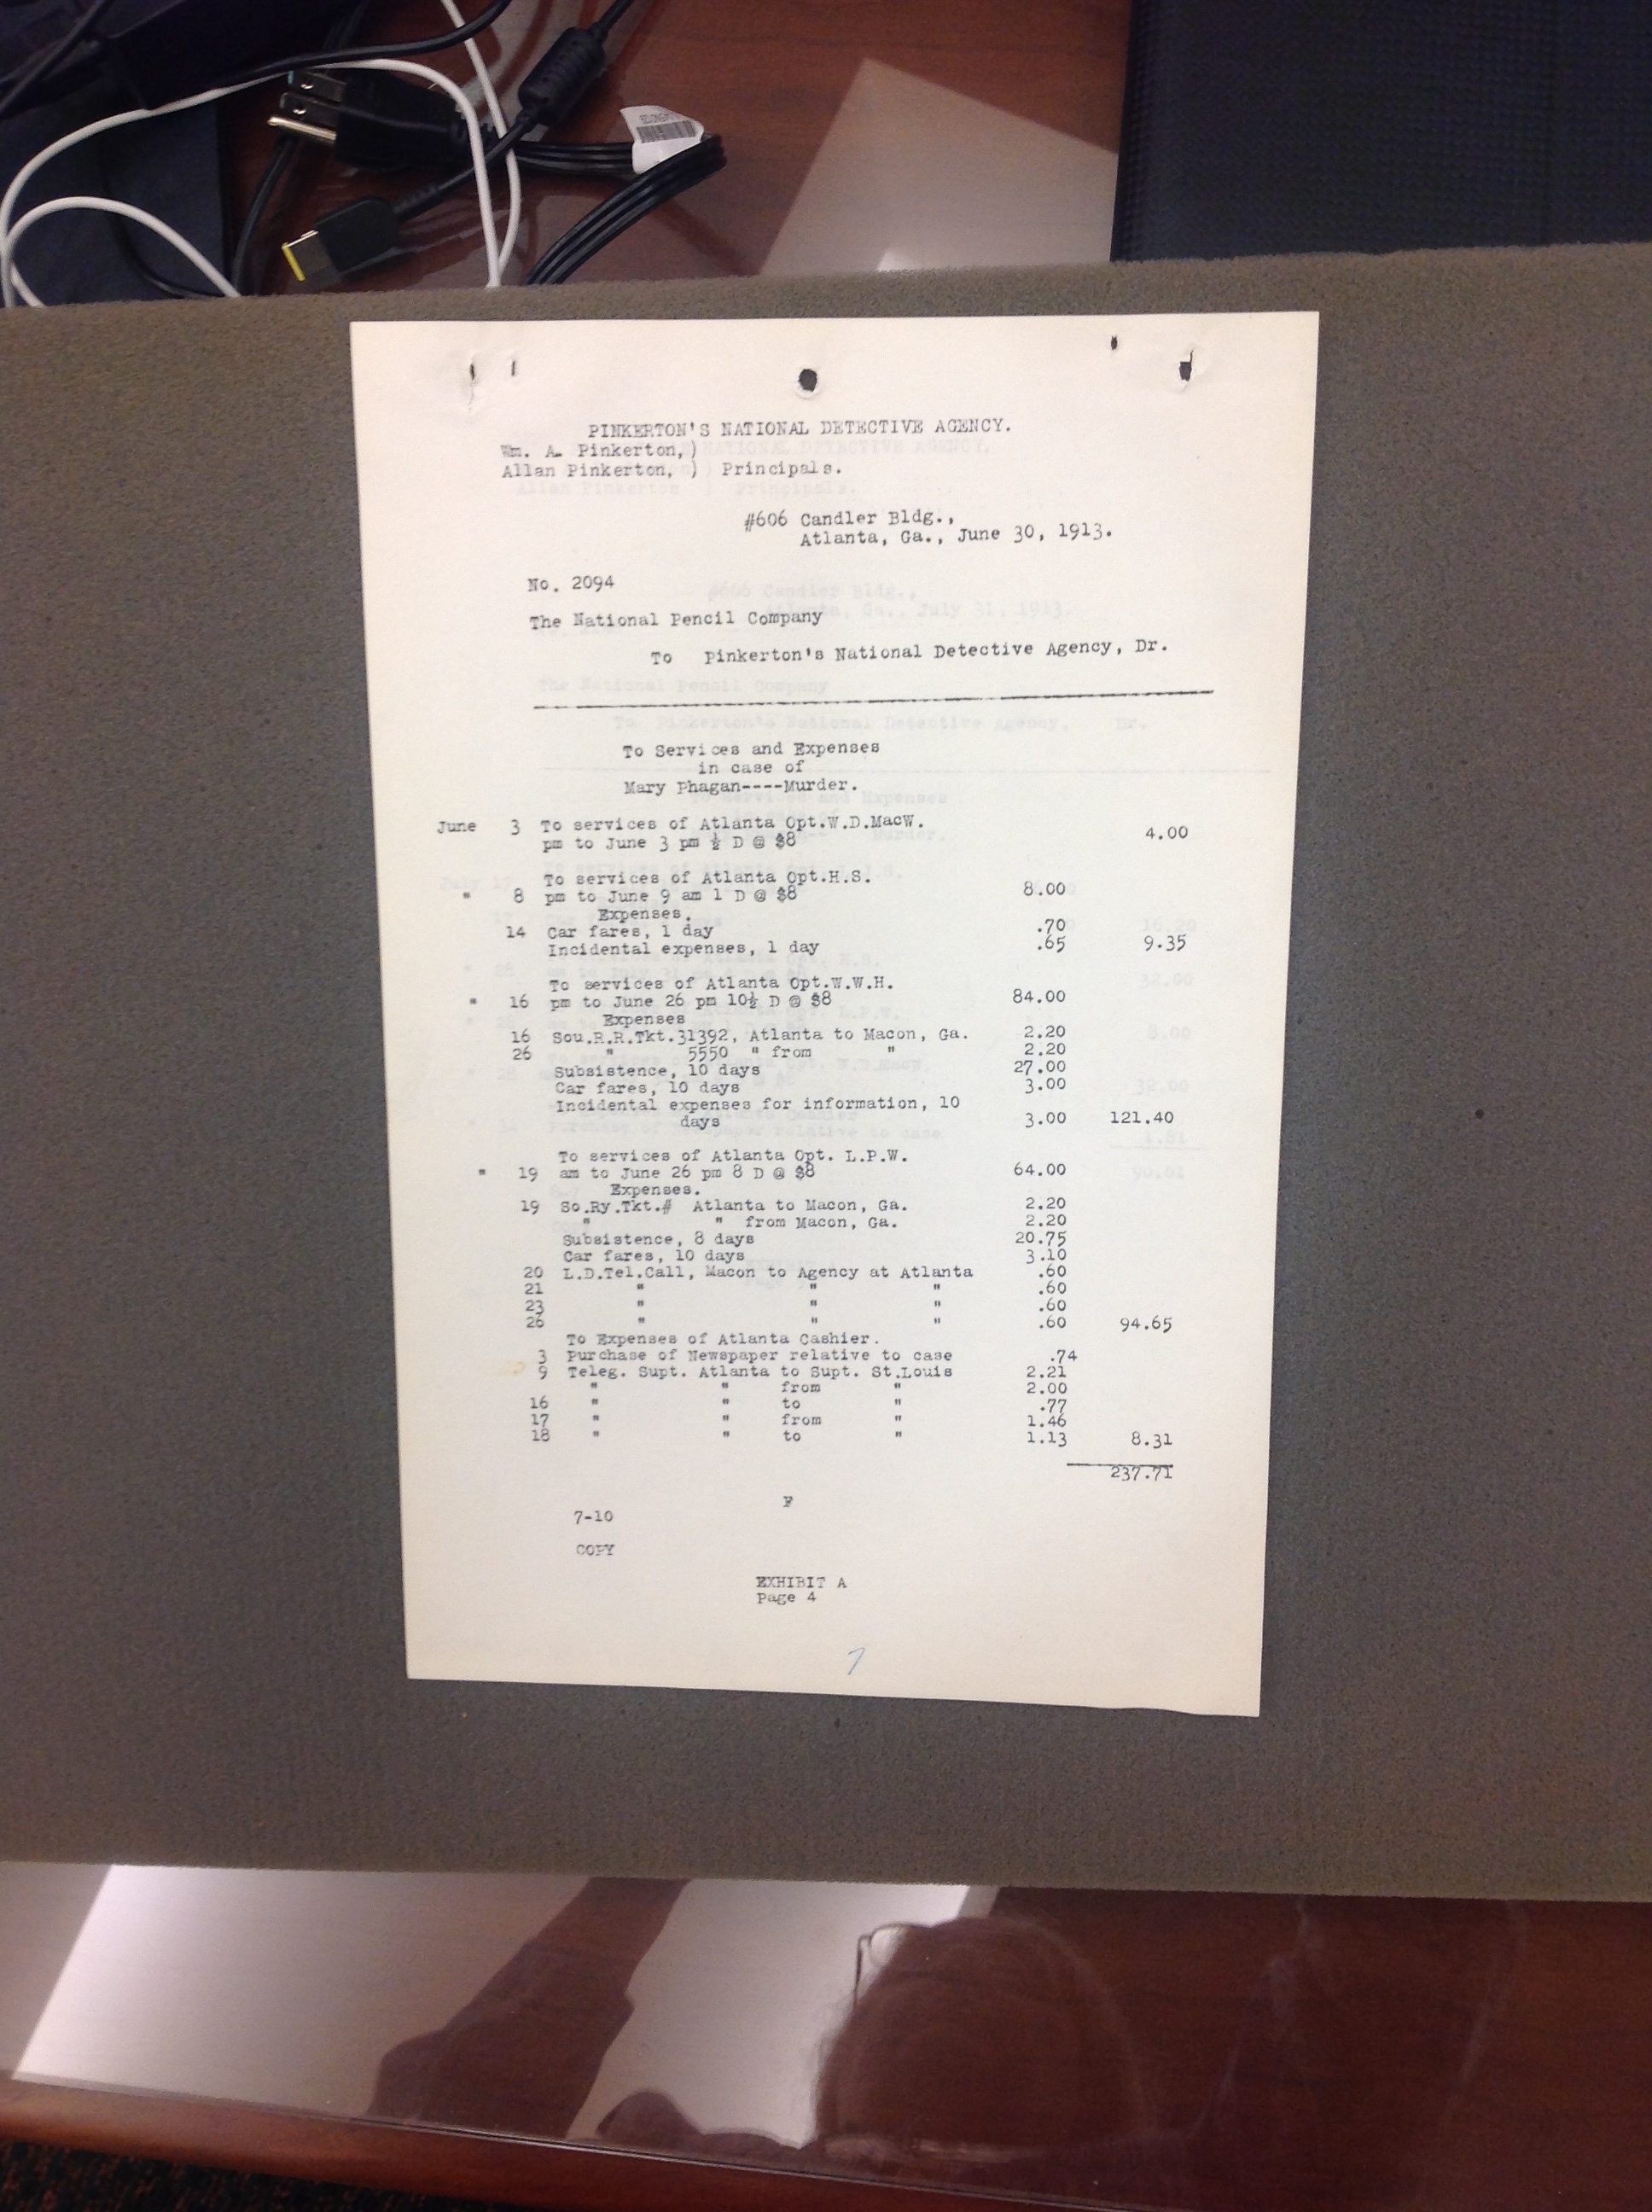 PINKERTON'S NATIONAL DETECTIVE AGENCY.
Wm. A. Pinkerton,)
Allan Pinkerton, ) Principals.
#606 Candler Bldg.,
Atlanta, Ga., June 30, 1913.
No. 2094
The National Pencil Company
To Pinkerton's National Detective Agency, Dr.
To Services and Expenses
in case of
Mary Phagan----Murder.
June 3 To services of Atlanta Opt.W.D.MacW.
pm to June 3 pm ½ D @ $8 4.00
To services of Atlanta Opt.H.S.
" 8 pm to June 9 am 1 D @ $8 8.00
Expenses.
14 Car fares, 1 day .70
Incidental expenses, 1 day .65 9.35
To services of Atlanta Opt.W.W.H.
" 16 pm to June 26 pm 10½ D @ $8 84.00
Expenses
16 Sou.R.R.Tkt.31392, Atlanta to Macon, Ga. 2.20
26 " 5550 " from " 2.20
Subsistence, 10 days 27.00
Car fares, 10 days 3.00
Incidental expenses for information, 10
days 3.00 121.40
To services of Atlanta Opt. L.P.W.
" 19 am to June 26 pm 8 D @ $8 64.00
Expenses.
19 So.Ry.Tkt.# Atlanta to Macon, Ga. 2.20
" " from Macon, Ga. 2.20
Subsistence, 8 days 20.75
Car fares, 10 days 3.10
20 L.D.Tel.Call, Macon to Agency at Atlanta .60
21 " " " .60
23 " " " .60
26 " " " .60 94.65
To Expenses of Atlanta Cashier.
3 Purchase of Newspaper relative to case .74
9 Teleg. Supt. Atlanta to Supt. St.Louis 2.21
" " from " 2.00
16 " " to " .77
17 " " from " 1.46
18 " " to " 1.13 8.31
237.71
F
7-10
COPY
EXHIBIT A
Page 4
7